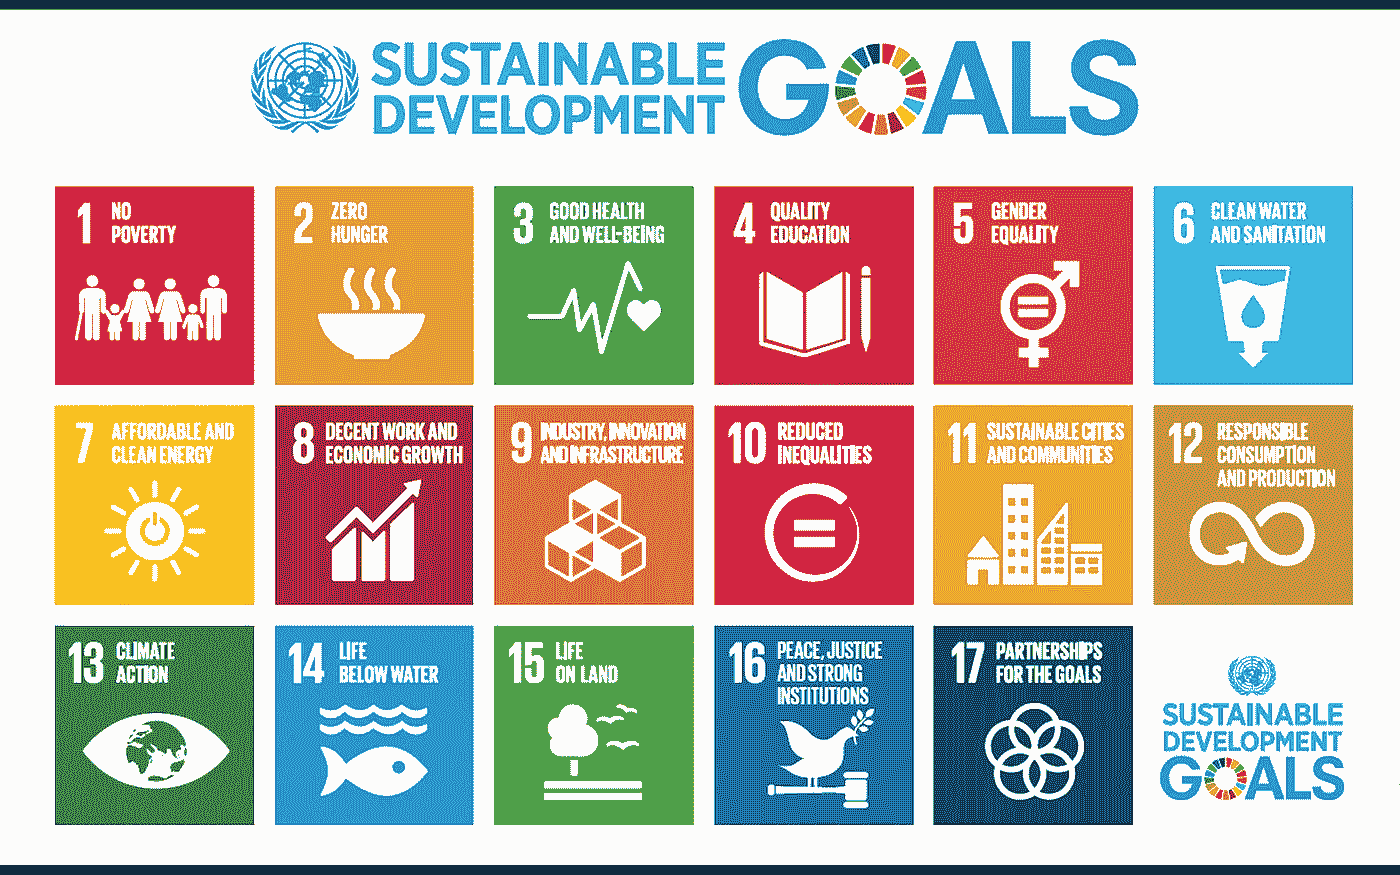 SUSTAINABLE
DEVELOPMENT
GOALS
1 NO
POVERTY
2 ZERO
HUNGER
3 GOOD HEALTH
AND WELL-BEING
4 QUALITY
EDUCATION
5 GENDER
EQUALITY
6 CLEAN WATER
AND SANITATION
7 AFFORDABLE AND
CLEAN ENERGY
8 DECENT WORK AND
ECONOMIC GROWTH
9 INDUSTRY, INNOVATION
AND INFRASTRUCTURE
10 REDUCED
INEQUALITIES
11 SUSTAINABLE CITIES
AND COMMUNITIES
12 RESPONSIBLE
CONSUMPTION
AND PRODUCTION
13 CLIMATE
ACTION
14 LIFE
BELOW WATER
15 LIFE
ON LAND
16 PEACE, JUSTICE
AND STRONG
INSTITUTIONS
17 PARTNERSHIPS
FOR THE GOALS
SUSTAINABLE
DEVELOPMENT
GOALS